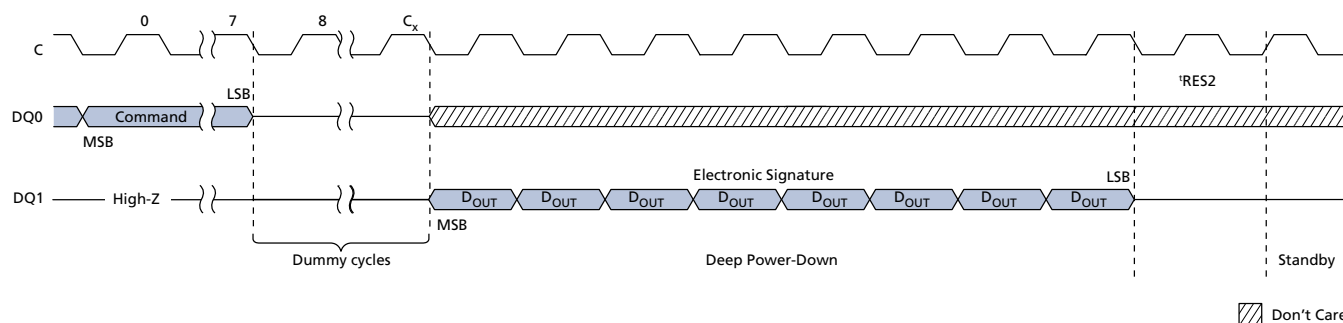 0 7 8 Cx
C
tRES2
LSB
DQ0 Command
MSB
Electronic Signature LSB
DQ1 High-Z DOUT DOUT DOUT DOUT DOUT DOUT DOUT DOUT
MSB
Dummy cycles Deep Power-Down Standby
Don't Care